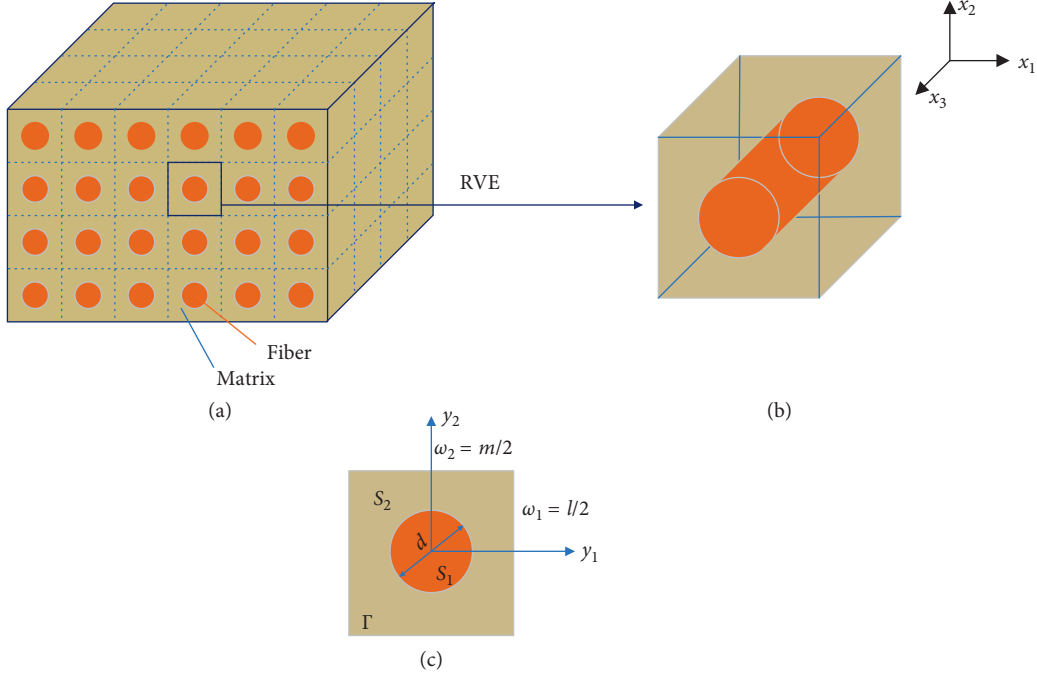 x₂
x₁
x₃
RVE
Fiber
Matrix
(a)
(b)
y₂
ω₂ = m/2
S₂
ω₁ = l/2
d
y₁
S₁
Γ
(c)